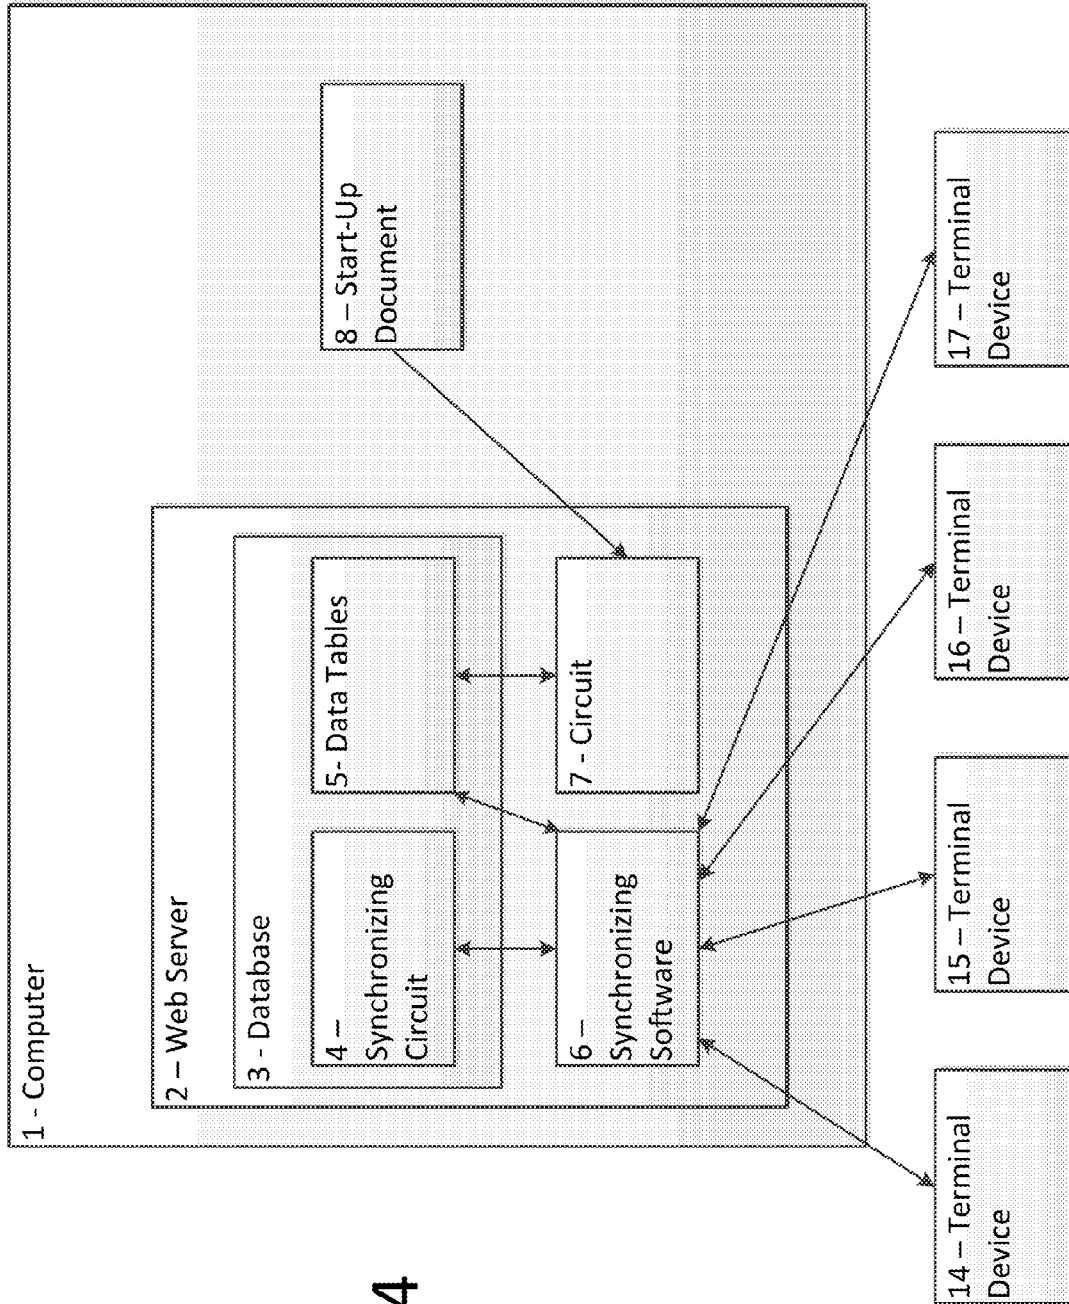 1 - Computer
2 – Web Server
3 - Database
4 –
Synchronizing
Circuit
5- Data Tables
6 –
Synchronizing
Software
7 - Circuit
8 – Start-Up
Document
14 – Terminal
Device
15 – Terminal
Device
16 – Terminal
Device
17 – Terminal
Device
4